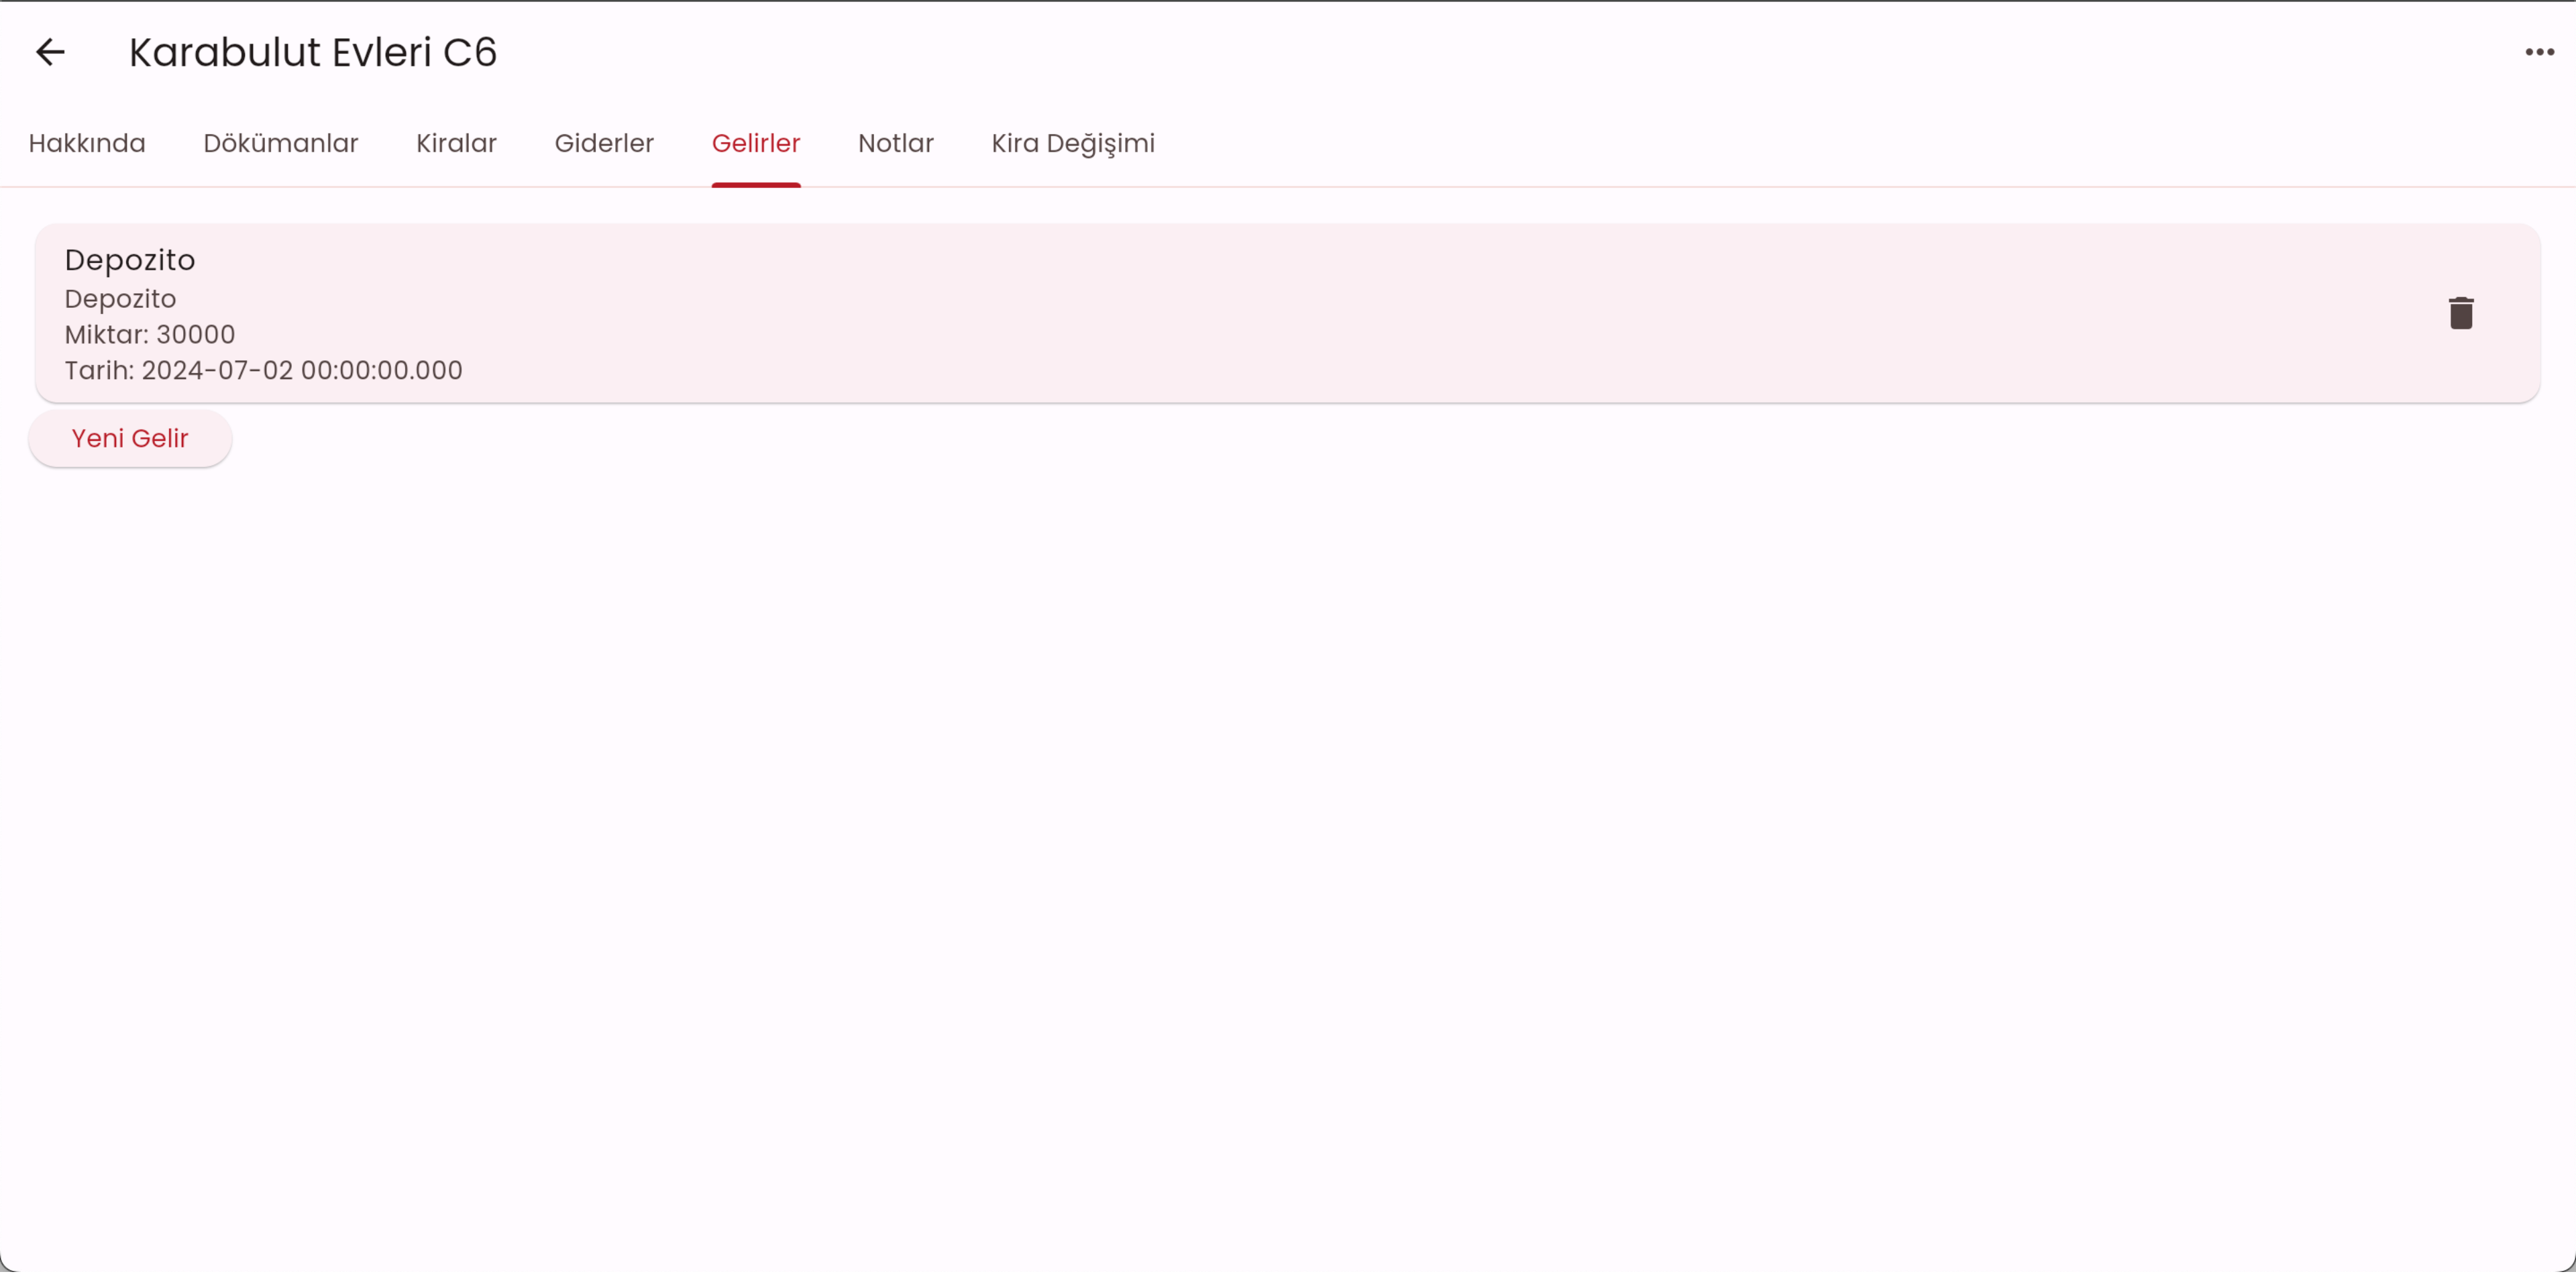 Karabulut Evleri C6
Hakkında Dökümanlar Kiralar Giderler Gelirler Notlar Kira Değişimi
Depozito
Depozito
Miktar: 30000
Tarih: 2024-07-02 00:00:00.000
Yeni Gelir